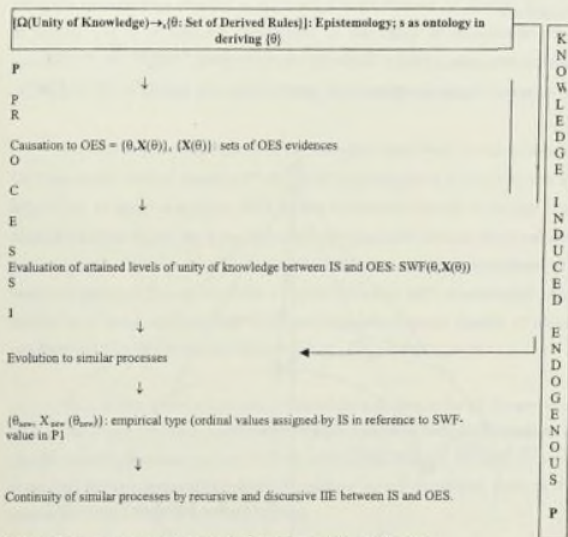 [Ω(Unity of Knowledge)→,{θ: Set of Derived Rules}]: Epistemology; s as ontology in
deriving {θ}
P
↓
P
R
Causation to OES = {θ,X(θ)}, {X(θ)}: sets of OES evidences
O
C
↓
E
S
Evaluation of attained levels of unity of knowledge between IS and OES: SWF(θ,X(θ))
S
1
↓
Evolution to similar processes
↓
{θnew, Xnew (θnew)}: empirical type (ordinal values assigned by IS in reference to SWF-
value in P1
↓
Continuity of similar processes by recursive and discursive IIE between IS and OES.
K
N
O
W
L
E
D
G
E
I
N
D
U
C
E
D
E
N
D
O
G
E
N
O
U
S
P